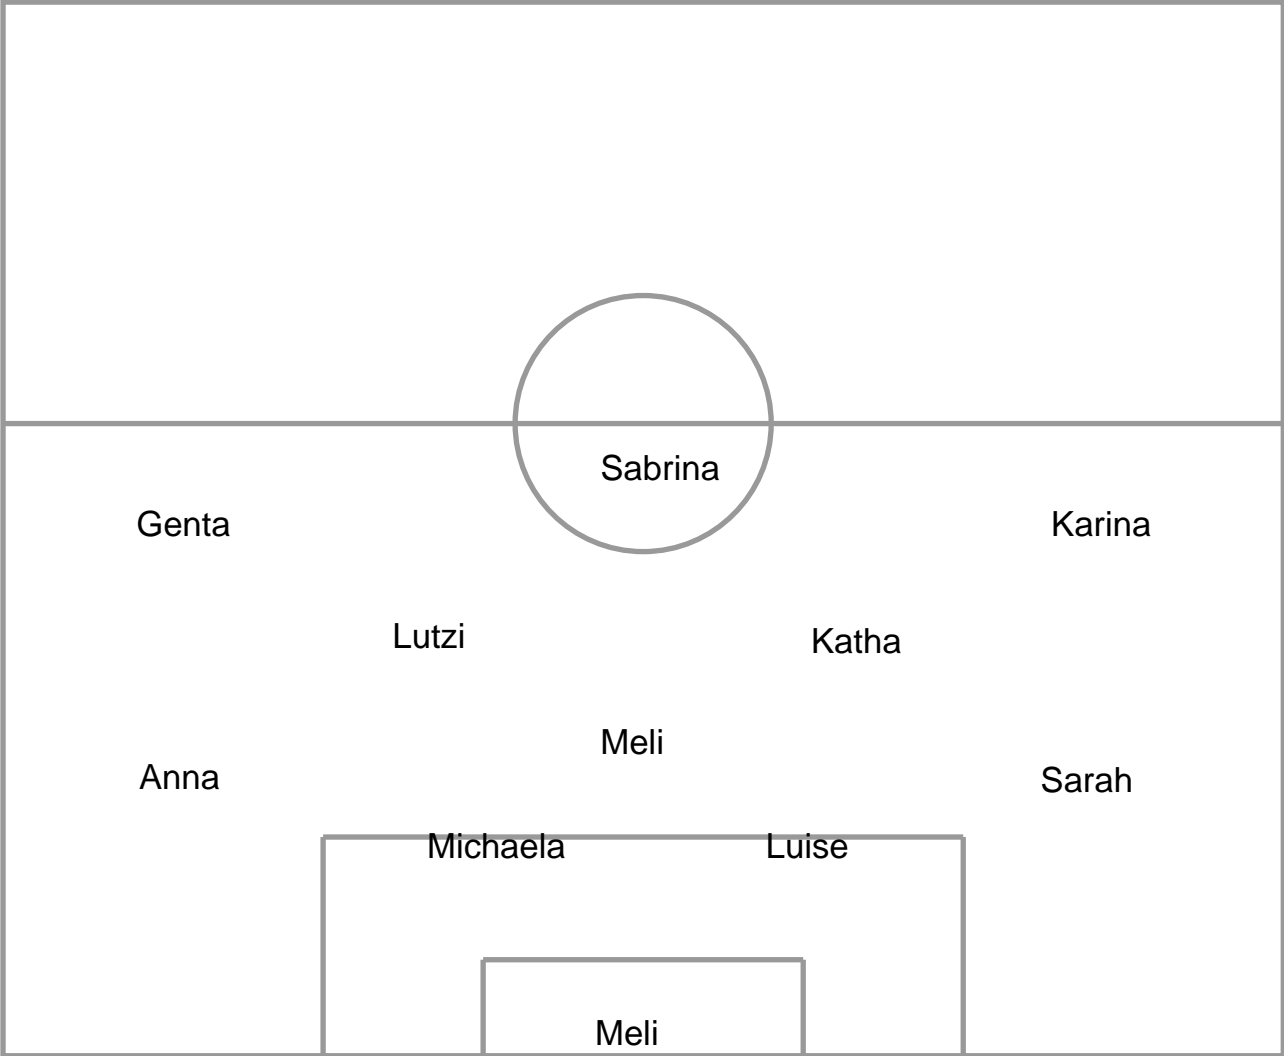 Sabrina
Genta
Karina
Lutzi
Katha
Meli
Anna
Sarah
Michaela
Luise
Meli